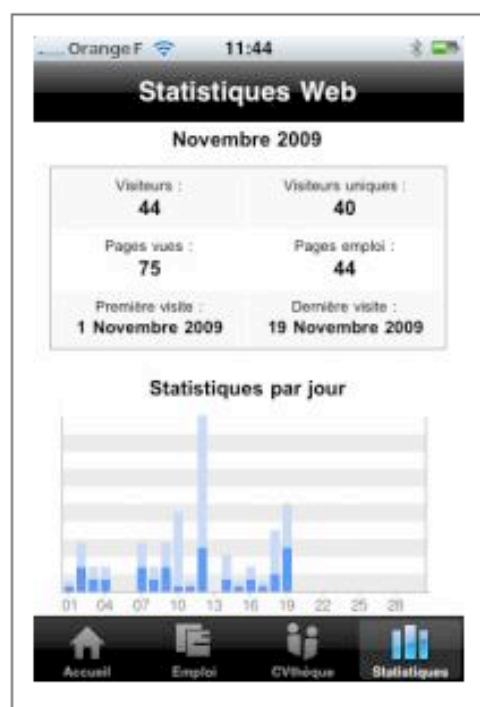 Orange F 11:44
Statistiques Web
Novembre 2009
Visiteurs : Visiteurs uniques :
44 40
Pages vues : Pages emploi :
75 44
Première visite : Dernière visite :
1 Novembre 2009 19 Novembre 2009
Statistiques par jour
01 04 07 10 13 16 19 22 25 28
Accueil Emploi CVthèque Statistiques